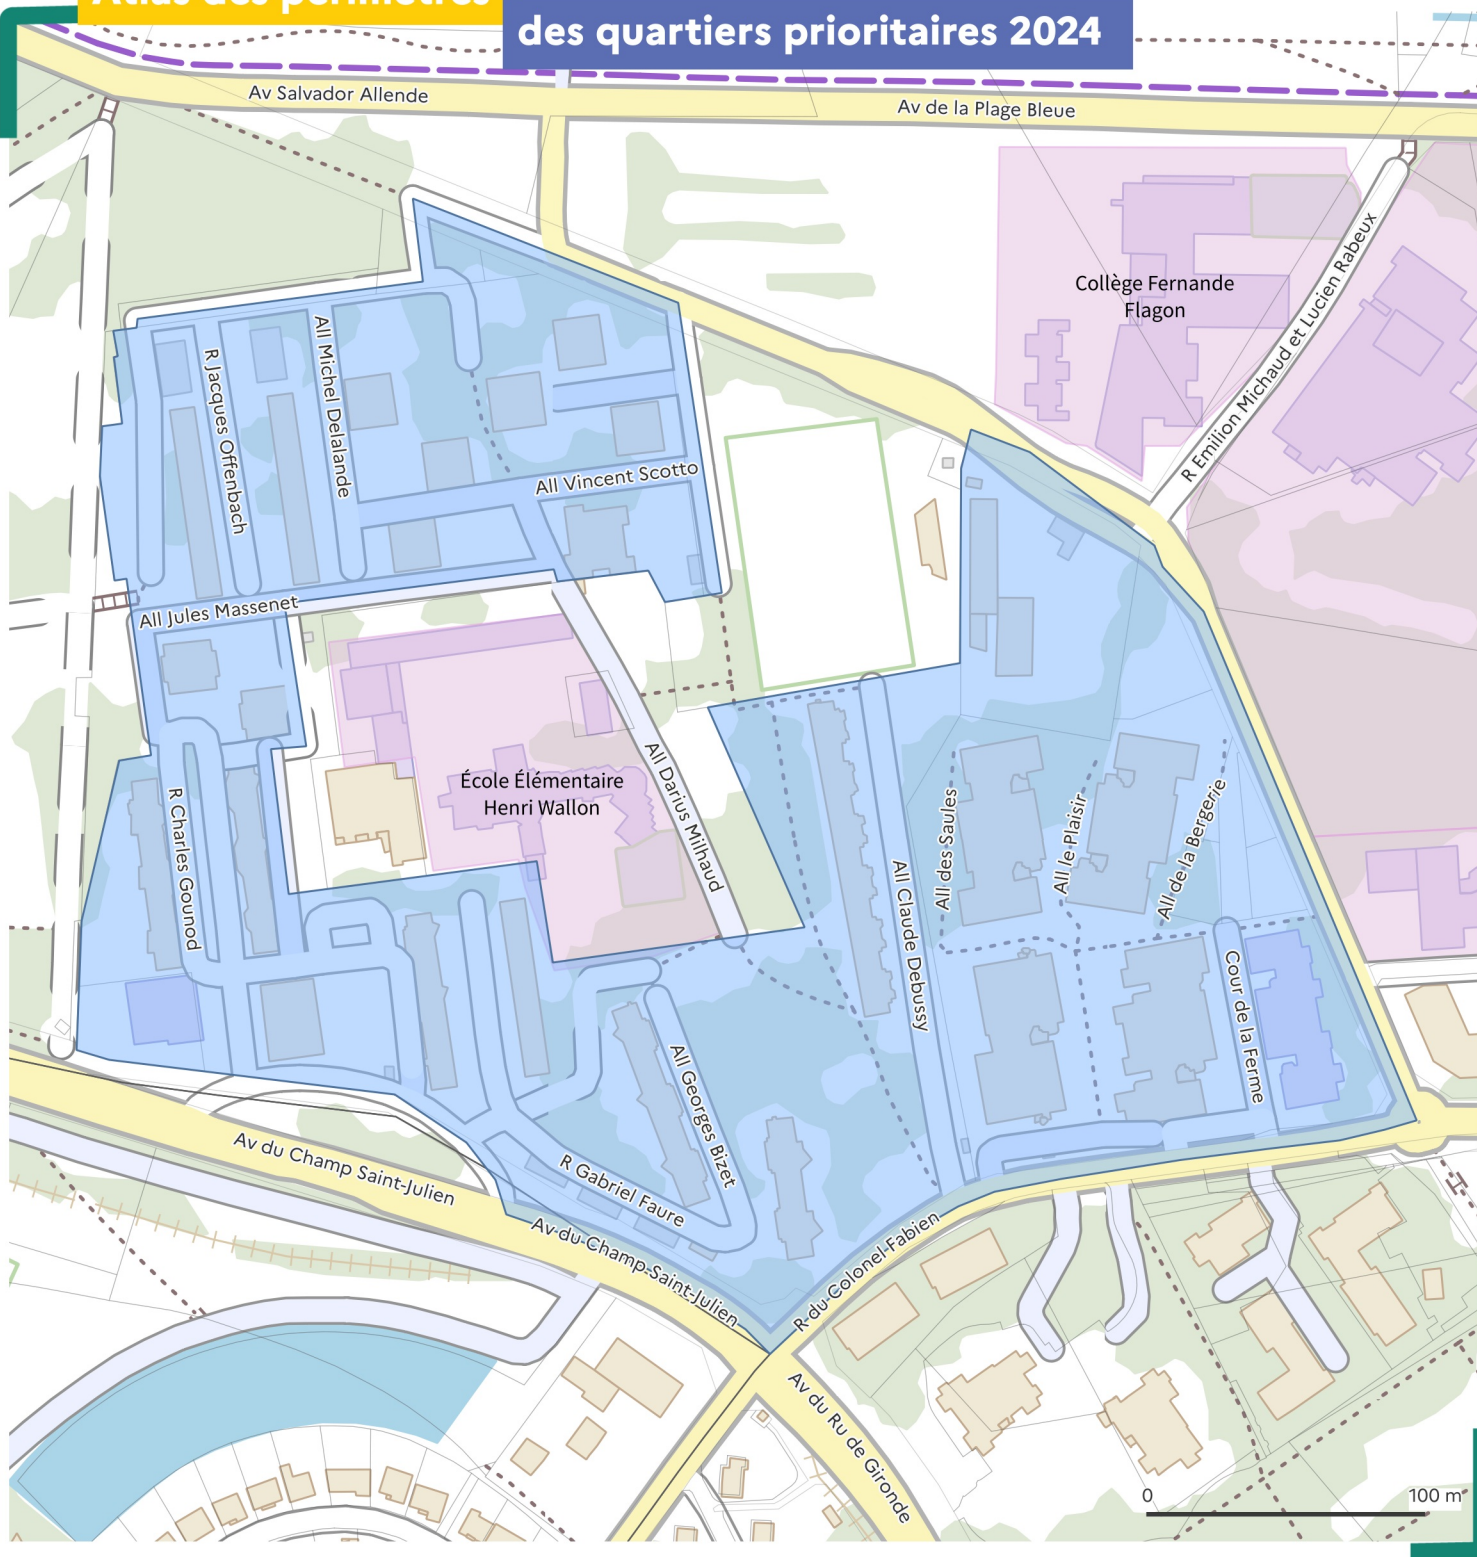 Atlas des périmètres
des quartiers prioritaires 2024
Av Salvador Allende
Av de la Plage Bleue
Collège Fernande
Flagon
R Emilion Michaud et Lucien Rabeux
R Jacques Offenbach
All Michel Delalande
All Vincent Scotto
All Jules Massenet
École Élémentaire
Henri Wallon
All Darius Milhaud
R Charles Gounod
All Claude Debussy
All des Saules
All le Plaisir
All de la Bergerie
Cour de la Ferme
All Georges Bizet
R Gabriel Faure
Av du Champ Saint-Julien
Av du Champ Saint-Julien
R du Colonel Fabien
Av du Ru de Gironde
0
100 m